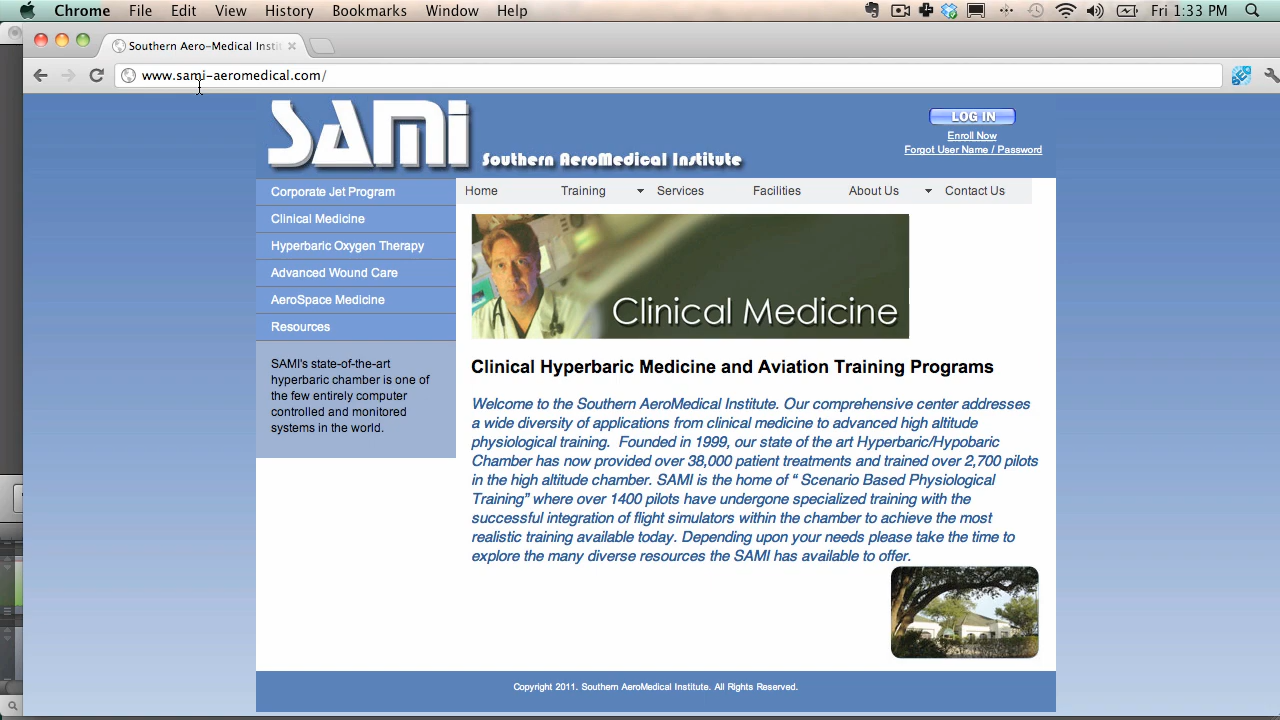 Chrome File Edit View History Bookmarks Window Help Fri 1:33 PM
Southern Aero-Medical Instit
www.sami-aeromedical.com/
SAMI
Southern AeroMedical Institute
LOG IN
Enroll Now
Forgot User Name / Password
Home Training Services Facilities About Us Contact Us
Corporate Jet Program
Clinical Medicine
Hyperbaric Oxygen Therapy
Advanced Wound Care
AeroSpace Medicine
Resources
SAMI's state-of-the-art
hyperbaric chamber is one of
the few entirely computer
controlled and monitored
systems in the world.
Clinical Medicine
Clinical Hyperbaric Medicine and Aviation Training Programs
Welcome to the Southern AeroMedical Institute. Our comprehensive center addresses
a wide diversity of applications from clinical medicine to advanced high altitude
physiological training.  Founded in 1999, our state of the art Hyperbaric/Hypobaric
Chamber has now provided over 38,000 patient treatments and trained over 2,700 pilots
in the high altitude chamber. SAMI is the home of “ Scenario Based Physiological
Training” where over 1400 pilots have undergone specialized training with the
successful integration of flight simulators within the chamber to achieve the most
realistic training available today. Depending upon your needs please take the time to
explore the many diverse resources the SAMI has available to offer.
Copyright 2011. Southern AeroMedical Institute. All Rights Reserved.